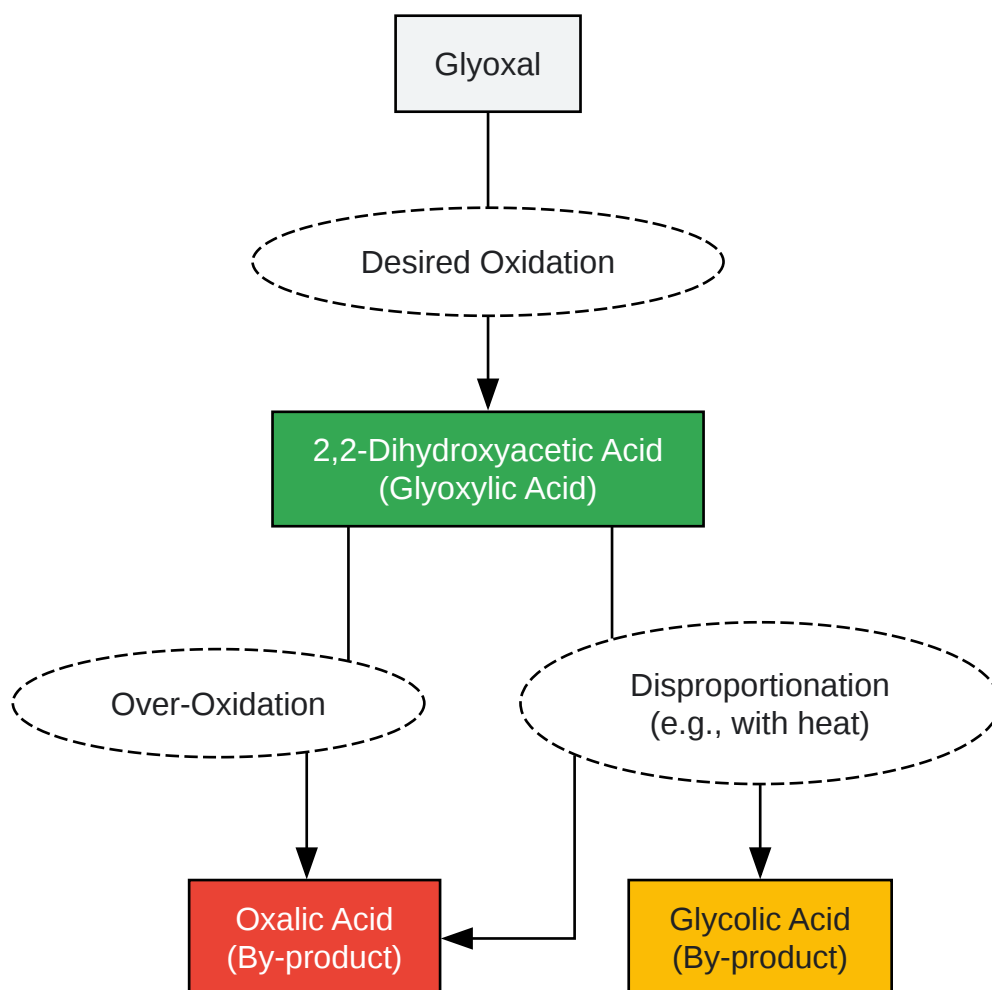 Glyoxal
Desired Oxidation
2,2-Dihydroxyacetic Acid
(Glyoxylic Acid)
Over-Oxidation
Disproportionation
(e.g., with heat)
Oxalic Acid
(By-product)
Glycolic Acid
(By-product)